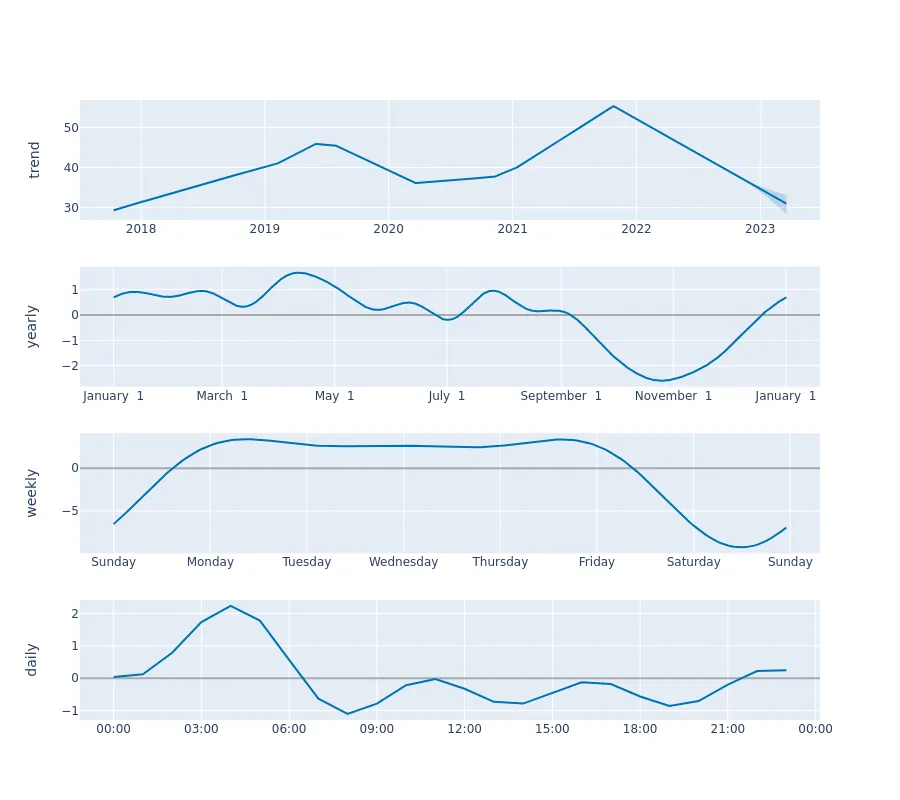 trend
50
40
30
2018 2019 2020 2021 2022 2023
yearly
1
0
−1
−2
January 1 March 1 May 1 July 1 September 1 November 1 January 1
weekly
0
−5
Sunday Monday Tuesday Wednesday Thursday Friday Saturday Sunday
daily
2
1
0
−1
00:00 03:00 06:00 09:00 12:00 15:00 18:00 21:00 00:00